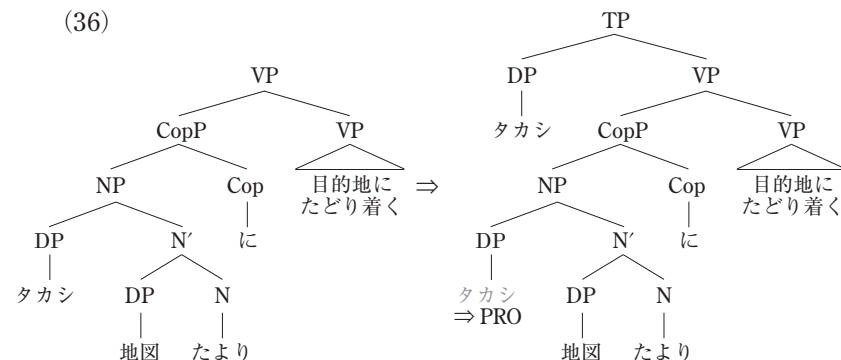 (36)
TP
VP
DP
VP
タカシ
CopP
VP
CopP
VP
NP
Cop
目的地に
たどり着く
⇒
NP
Cop
目的地に
たどり着く
DP
N′
に
DP
N′
に
タカシ
DP
N
タカシ
⇒ PRO
DP
N
地図
たより
地図
たより